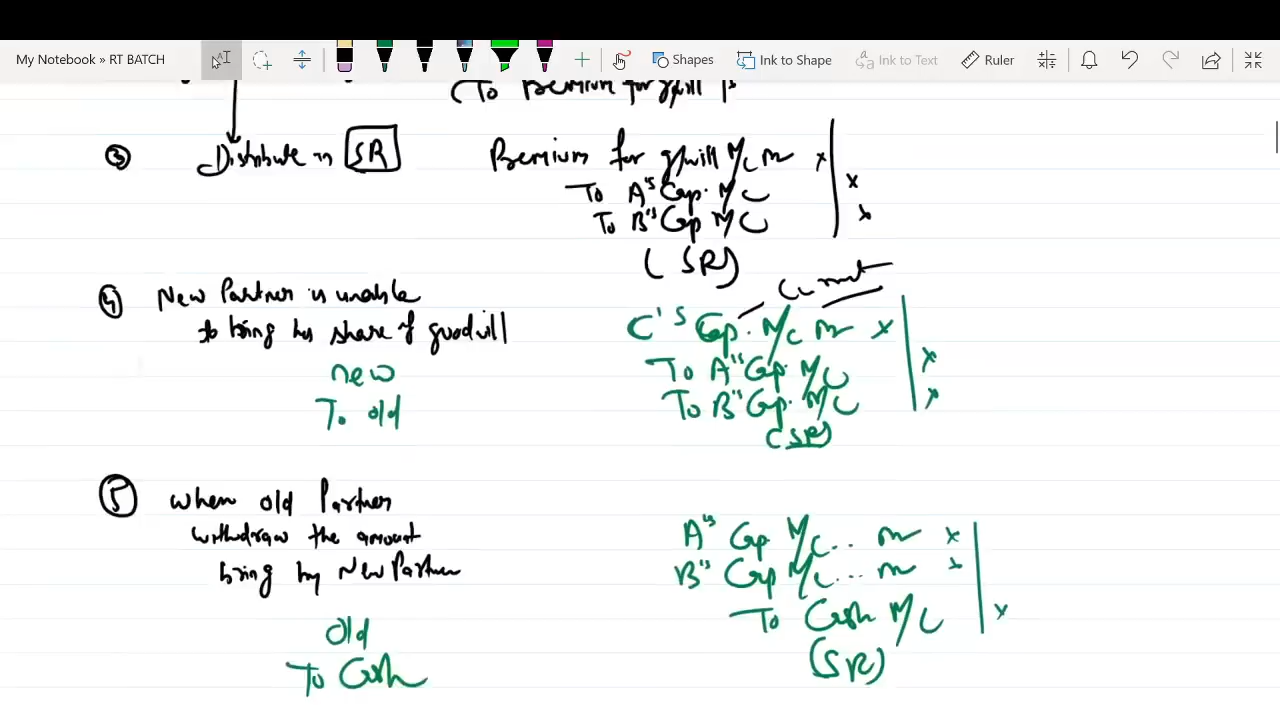 My Notebook » RT BATCH
Shapes
Ink to Shape
Ink to Text
Ruler
(To Premium for g/will
③ Distribute in SR
Premium for g/will A/c Dr x
To A's Cap. A/C x
To B's Cap A/C x
(SR)
④ New Partner is unable
to bring his share of goodwill
new
To old
Current
C's Cap. A/c Dr x
To A's Cap. A/C x
To B's Cap. A/C x
(SR)
⑤ When old Partner
withdraw the amount
bring by New Partner
old
To Cash
A's Cap A/c... Dr x
B's Cap A/c... Dr x
To Cash A/C x
(SR)